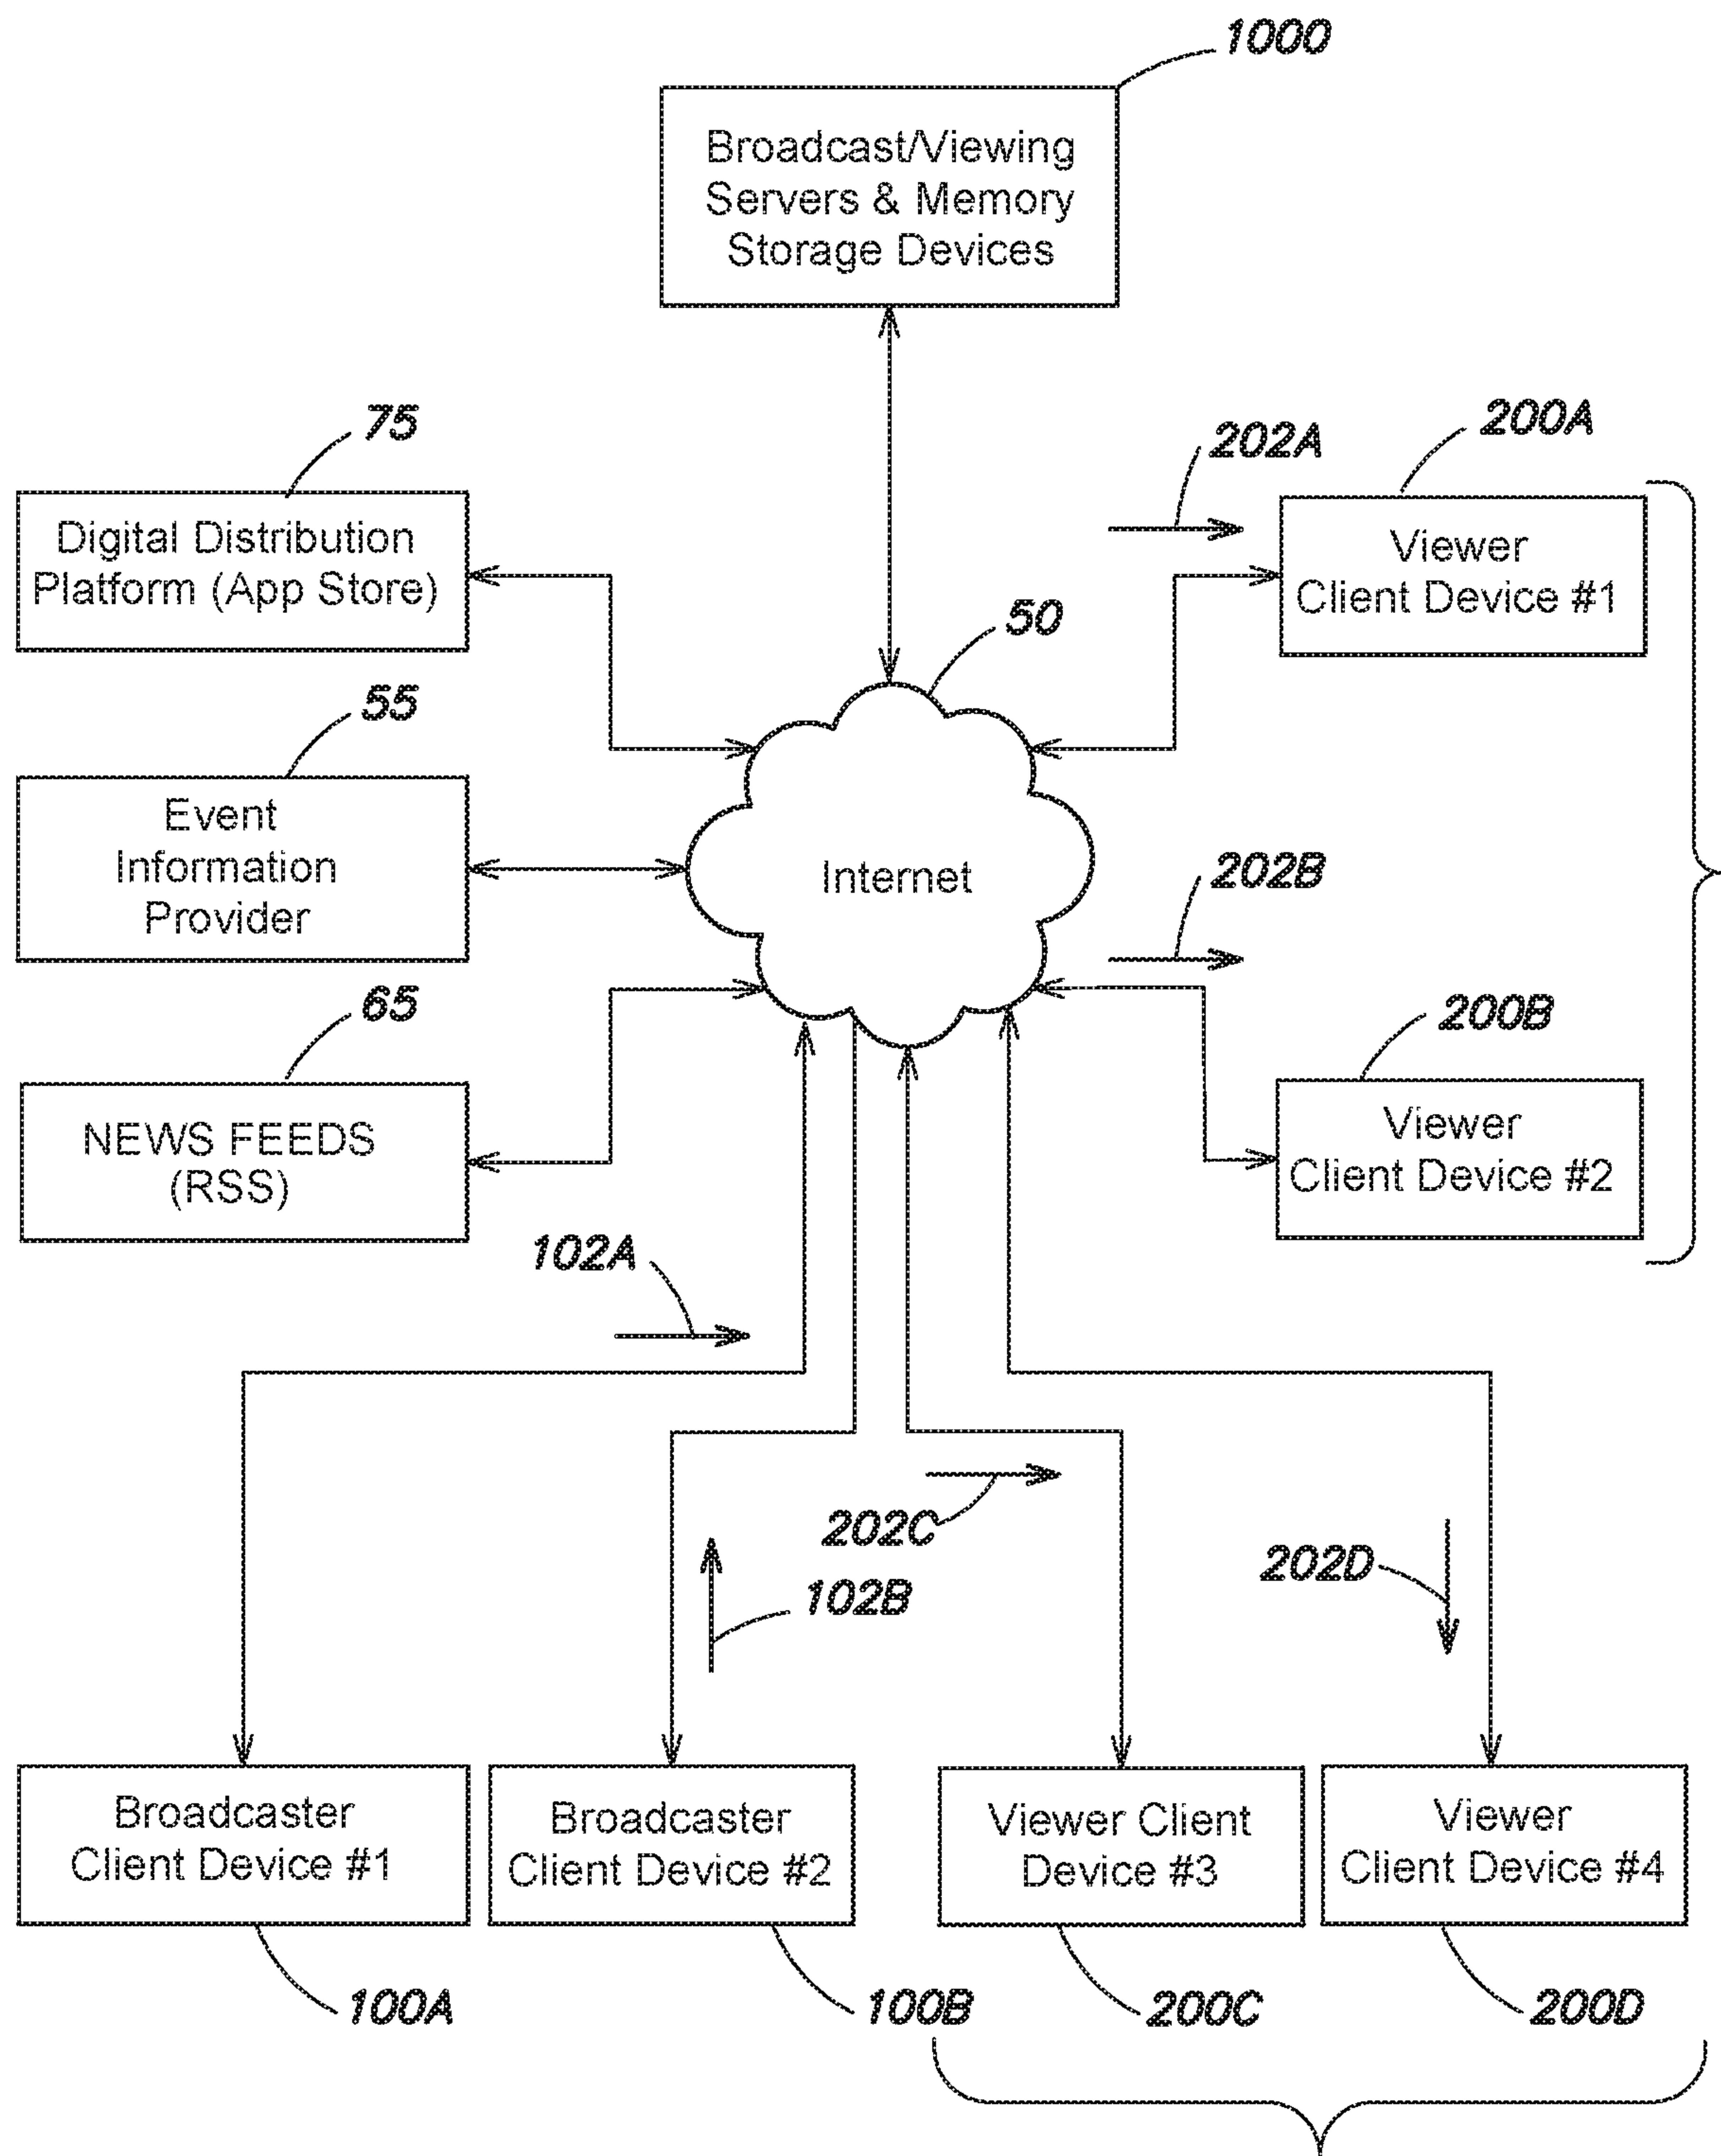 1000
Broadcast/Viewing
Servers & Memory
Storage Devices
75
202A
200A
Digital Distribution
Platform (App Store)
Viewer
Client Device #1
50
55
Event
Information
Provider
Internet
202B
65
200B
NEWS FEEDS
(RSS)
Viewer
Client Device #2
102A
202C
102B
202D
Broadcaster
Client Device #1
Broadcaster
Client Device #2
Viewer Client
Device #3
Viewer
Client Device #4
100A
100B
200C
200D